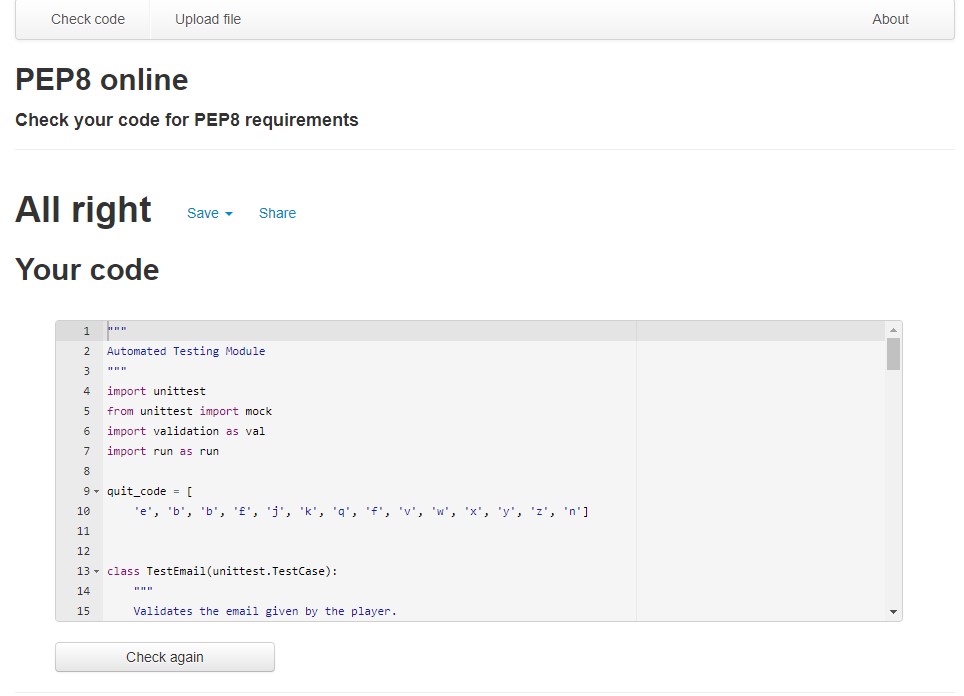 Check code Upload file About
PEP8 online
Check your code for PEP8 requirements
All right Save Share
Your code
1 """
2 Automated Testing Module
3 """
4 import unittest
5 from unittest import mock
6 import validation as val
7 import run as run
8
9 quit_code = [
10 'e', 'b', 'b', '£', 'j', 'k', 'q', 'f', 'v', 'w', 'x', 'y', 'z', 'n']
11
12
13 class TestEmail(unittest.TestCase):
14 """
15 Validates the email given by the player.
Check again